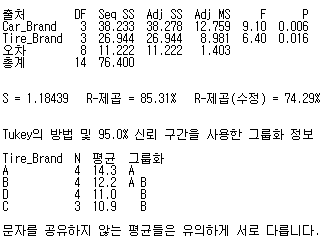 출처 DF Seq SS Adj SS Adj MS F P
Car_Brand 3 38.233 38.278 12.759 9.10 0.006
Tire_Brand 3 26.944 26.944 8.981 6.40 0.016
오차 8 11.222 11.222 1.403
총계 14 76.400
S = 1.18439 R-제곱 = 85.31% R-제곱(수정) = 74.29%
Tukey의 방법 및 95.0% 신뢰 구간을 사용한 그룹화 정보
Tire_Brand N 평균 그룹화
A 4 14.3 A
B 4 12.2 A B
D 4 11.0 B
C 3 10.9 B
문자를 공유하지 않는 평균들은 유의하게 서로 다릅니다.